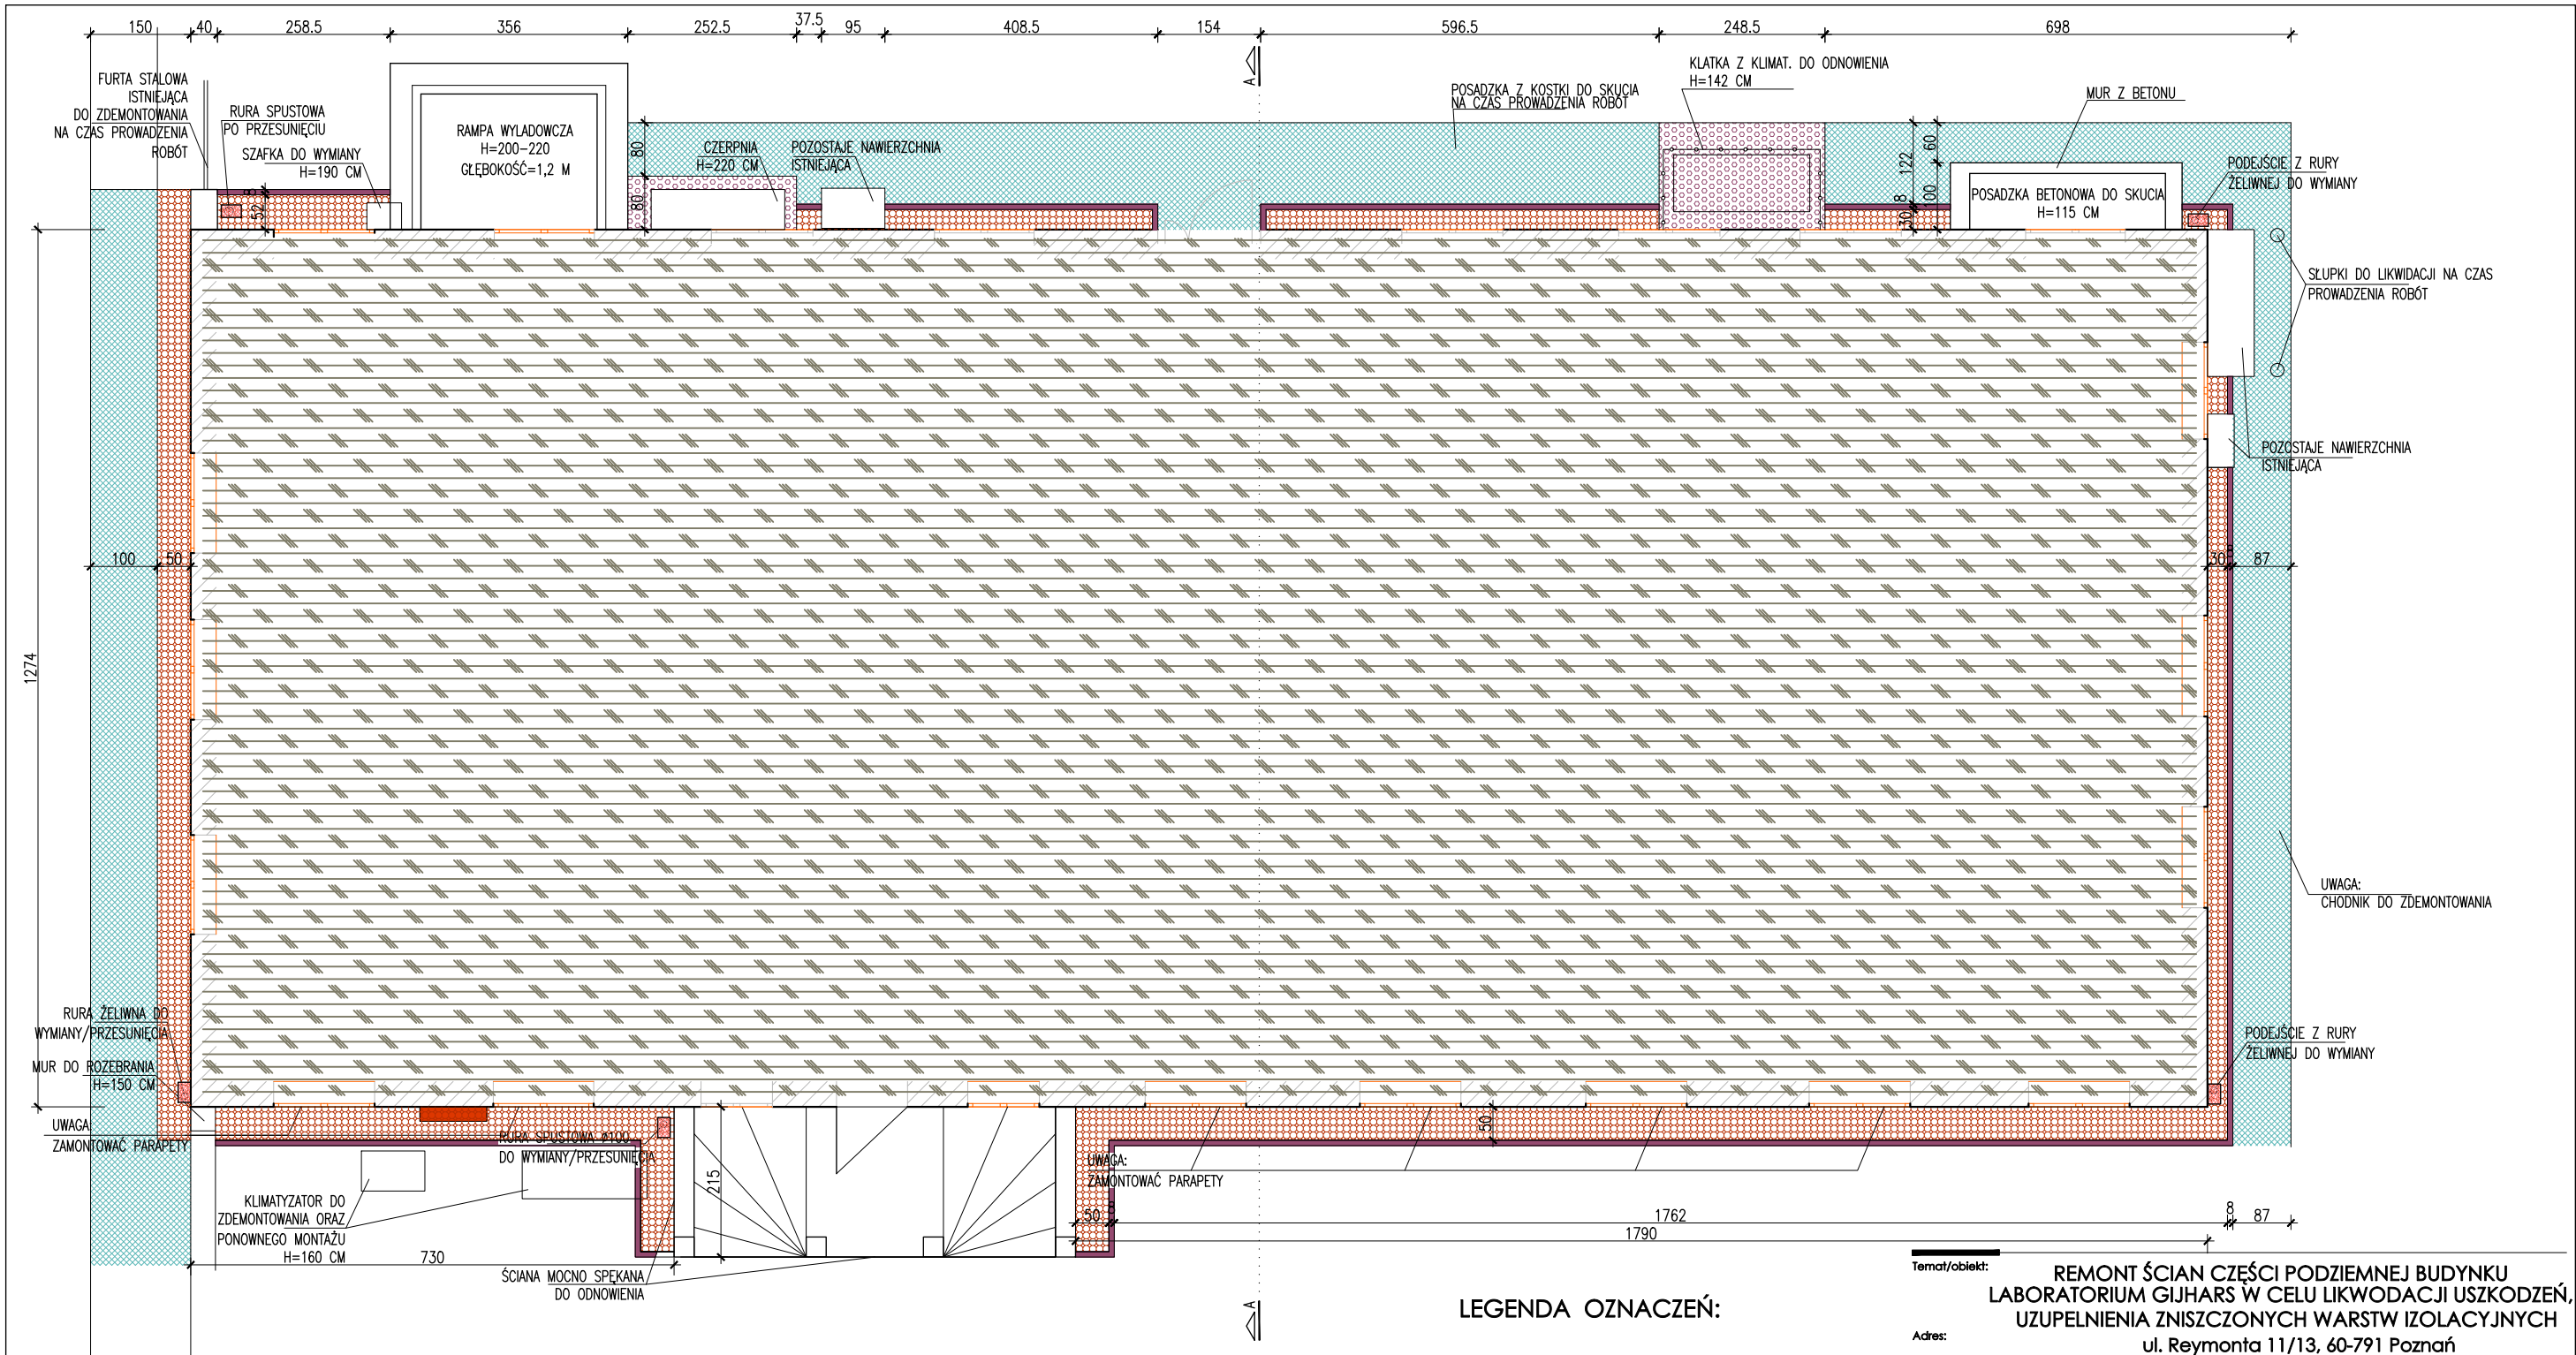 150
40
258.5
356
252.5
37.5
95
408.5
154
596.5
248.5
698
FURTA STALOWA
ISTNIEJĄCA
DO ZDEMONTOWANIA
NA CZAS PROWADZENIA
ROBÓT
RURA SPUSTOWA
PO PRZESUNIĘCIU
SZAFKA DO WYMIANY
H=190 CM
RAMPA WYLADOWCZA
H=200-220
GŁĘBOKOŚĆ=1,2 M
CZERPNIA
H=220 CM
POZOSTAJE NAWIERZCHNIA
ISTNIEJĄCA
A
POSADZKA Z KOSTKI DO SKUCIA
NA CZAS PROWADZENIA ROBÓT
KLATKA Z KLIMAT. DO ODNOWIENIA
H=142 CM
MUR Z BETONU
PODEJŚCIE Z RURY
ŻELIWNEJ DO WYMIANY
POSADZKA BETONOWA DO SKUCIA
H=115 CM
80
80
52
8
122
8
30
60
100
SŁUPKI DO LIKWIDACJI NA CZAS
PROWADZENIA ROBÓT
POZOSTAJE NAWIERZCHNIA
ISTNIEJĄCA
100
50
30
8
87
1274
UWAGA:
CHODNIK DO ZDEMONTOWANIA
RURA ŻELIWNA DO
WYMIANY/PRZESUNIĘCIA
MUR DO ROZEBRANIA
H=150 CM
UWAGA:
ZAMONTOWAĆ PARAPETY
RURA SPUSTOWA ø100
DO WYMIANY/PRZESUNIĘCIA
PODEJŚCIE Z RURY
ŻELIWNEJ DO WYMIANY
50
215
UWAGA:
ZAMONTOWAĆ PARAPETY
KLIMATYZATOR DO
ZDEMONTOWANIA ORAZ
PONOWNEGO MONTAŻU
H=160 CM
730
50
8
1762
8
87
1790
ŚCIANA MOCNO SPĘKANA
DO ODNOWIENIA
A
LEGENDA OZNACZEŃ:
Temat/obiekt:
REMONT ŚCIAN CZĘŚCI PODZIEMNEJ BUDYNKU
LABORATORIUM GIJHARS W CELU LIKWODACJI USZKODZEŃ,
UZUPELNIENIA ZNISZCZONYCH WARSTW IZOLACYJNYCH
Adres:
ul. Reymonta 11/13, 60-791 Poznań